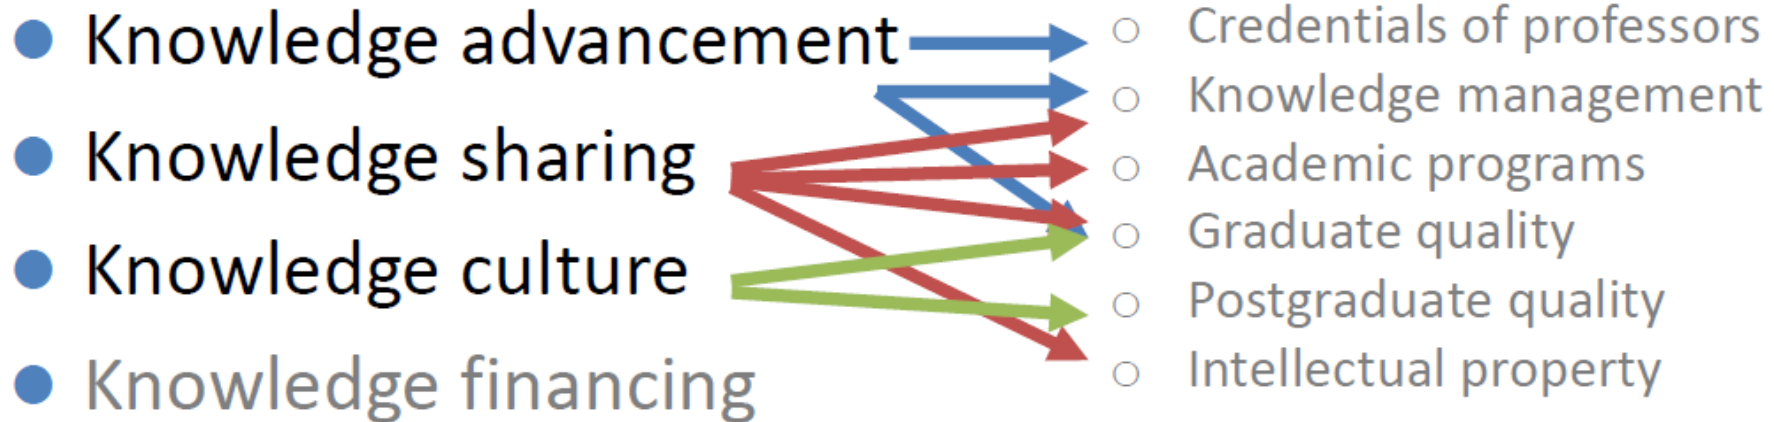 Knowledge advancement
Knowledge sharing
Knowledge culture
Knowledge financing
Credentials of professors
Knowledge management
Academic programs
Graduate quality
Postgraduate quality
Intellectual property